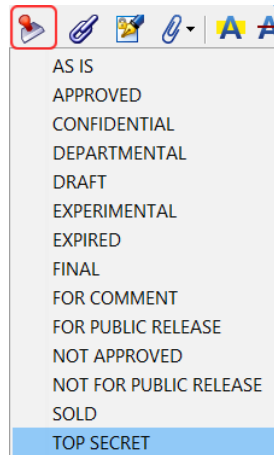 AS IS
APPROVED
CONFIDENTIAL
DEPARTMENTAL
DRAFT
EXPERIMENTAL
EXPIRED
FINAL
FOR COMMENT
FOR PUBLIC RELEASE
NOT APPROVED
NOT FOR PUBLIC RELEASE
SOLD
TOP SECRET